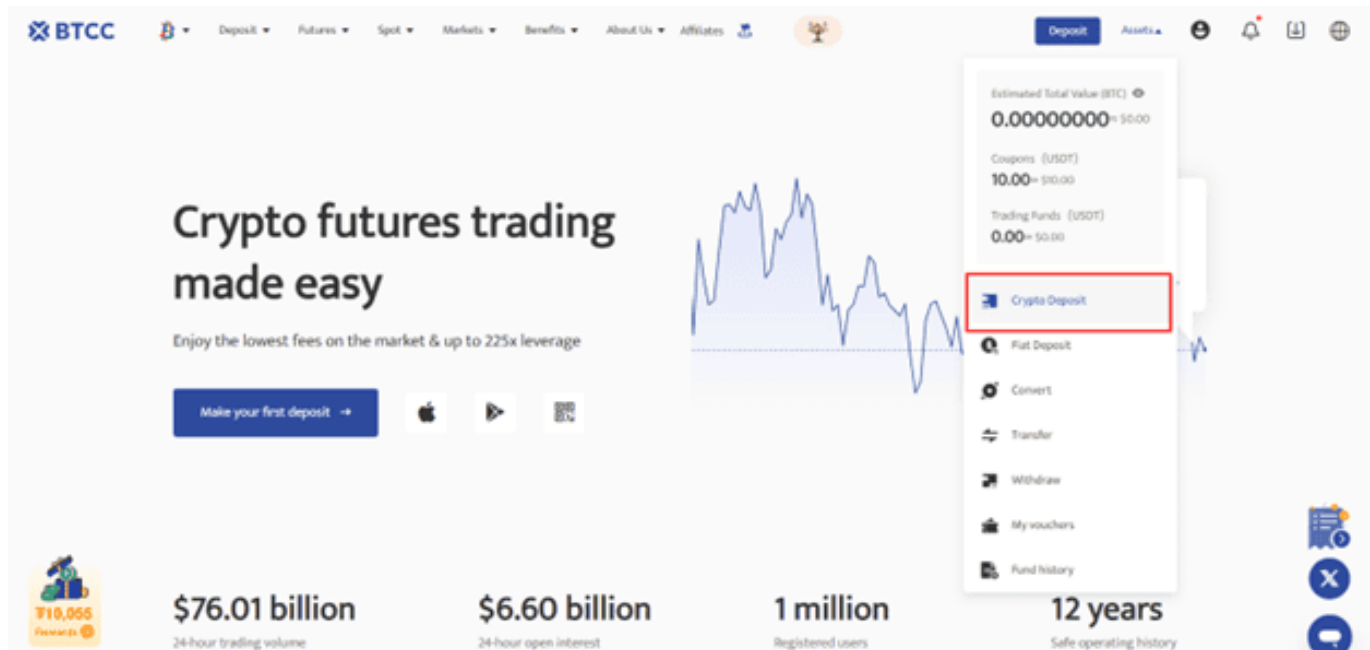 BTCC
Deposit Futures Spot Markets Benefits About Us Affiliates
Deposit Assets
Estimated Total Value (BTC)
0.00000000≈ $0.00
Coupons (USDT)
10.00≈ $10.00
Trading Funds (USDT)
0.00≈ $0.00
Crypto Deposit
Fiat Deposit
Convert
Transfer
Withdraw
My vouchers
Fund history
Crypto futures trading
made easy
Enjoy the lowest fees on the market & up to 225x leverage
Make your first deposit →
₮10,055
Rewards
$76.01 billion
24-hour trading volume
$6.60 billion
24-hour open interest
1 million
Registered users
12 years
Safe operating history